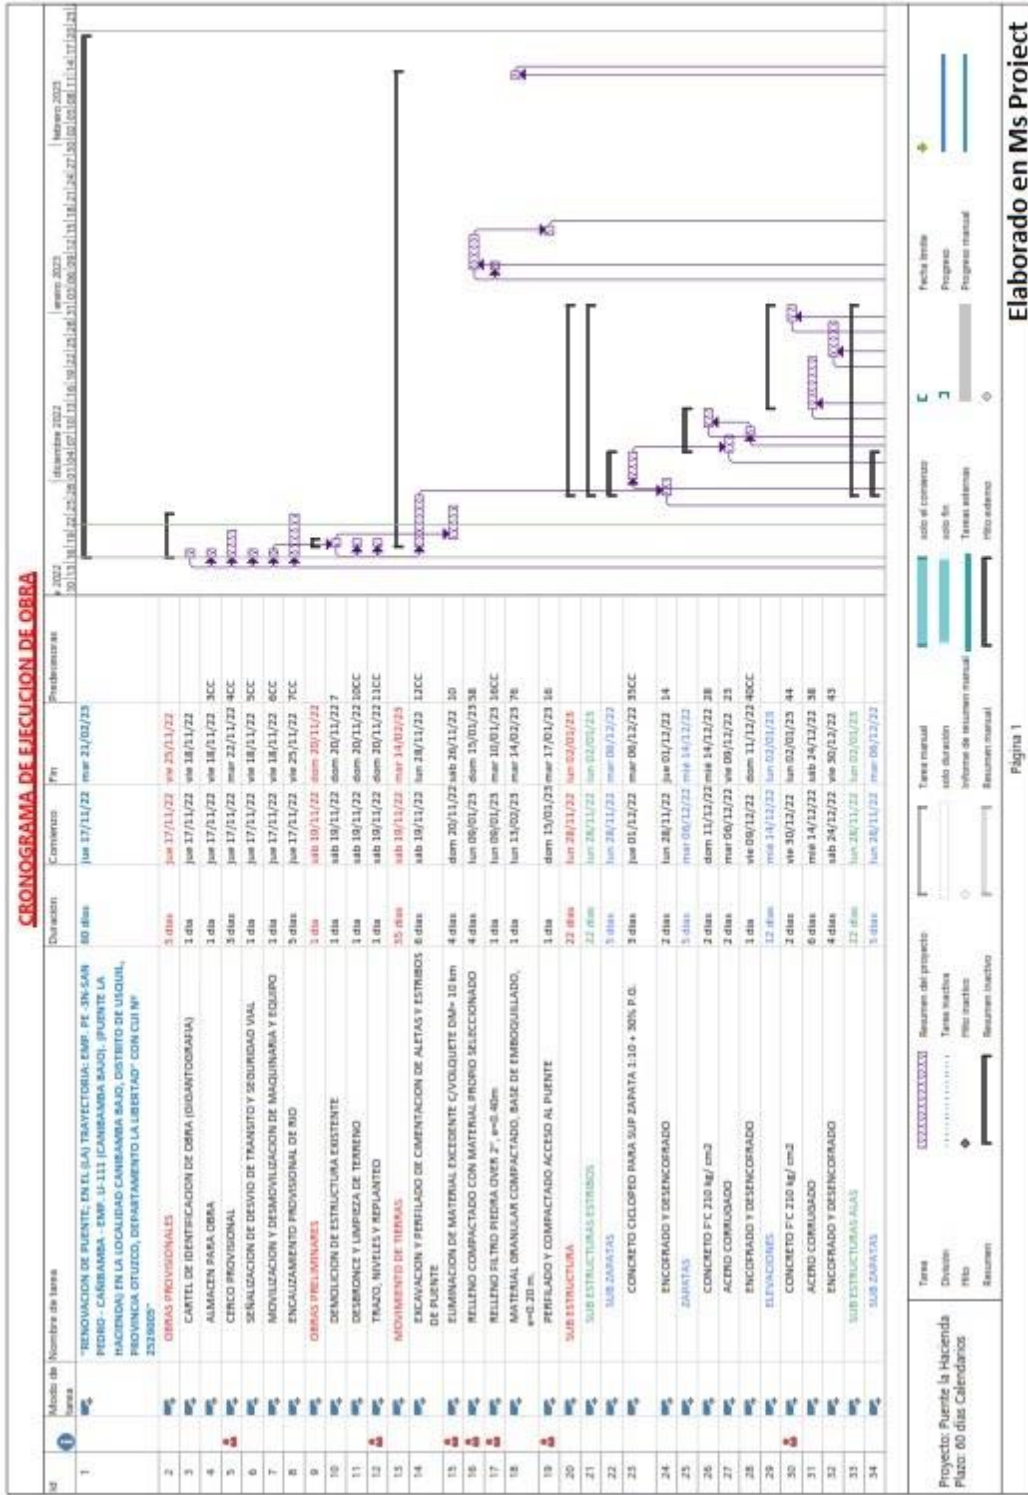 CRONOGRAMA DE EJECUCION DE OBRA
Id Modo de tarea Nombre de tarea Duración Comienzo Fin Predecesoras
diciembre 2022 enero 2023 febrero 2023
1 "RENOVACION DE PUENTE; EN EL (LA) TRAYECTORIA: EMP. PE -3N-SAN 60 días jue 17/11/22 mar 21/02/23
PEDRO - CAÑIBAMBA - EMP. LI-111 (CANIBAMBA BAJO). (PUENTE LA
HACIENDA) EN LA LOCALIDAD CANIBAMBA BAJO, DISTRITO DE USQUIL,
PROVINCIA OTUZCO, DEPARTAMENTO LA LIBERTAD" CON CUI N°
2529005"
2 OBRAS PROVISIONALES 5 días jue 17/11/22 vie 25/11/22
3 CARTEL DE IDENTIFICACION DE OBRA (GIGANTOGRAFIA) 1 día jue 17/11/22 vie 18/11/22
4 ALMACEN PARA OBRA 1 día jue 17/11/22 vie 18/11/22 3CC
5 CERCO PROVISIONAL 3 días jue 17/11/22 mar 22/11/22 4CC
6 SEÑALIZACION DE DESVIO DE TRANSITO Y SEGURIDAD VIAL 1 día jue 17/11/22 vie 18/11/22 5CC
7 MOVILIZACION Y DESMOVILIZACION DE MAQUINARIA Y EQUIPO 1 día jue 17/11/22 vie 18/11/22 6CC
8 ENCAUZAMIENTO PROVISIONAL DE RIO 5 días jue 17/11/22 vie 25/11/22 7CC
9 OBRAS PRELIMINARES 1 día sáb 19/11/22 dom 20/11/22
10 DEMOLICION DE ESTRUCTURA EXISTENTE 1 día sáb 19/11/22 dom 20/11/22 7
11 DESBRONCE Y LIMPIEZA DE TERRENO 1 día sáb 19/11/22 dom 20/11/22 10CC
12 TRAZO, NIVELES Y REPLANTEO 1 día sáb 19/11/22 dom 20/11/22 11CC
13 MOVIMIENTO DE TIERRAS 55 días sáb 19/11/22 mar 14/02/23
14 EXCAVACION Y PERFILADO DE CIMENTACION DE ALETAS Y ESTRIBOS 6 días sáb 19/11/22 lun 28/11/22 12CC
DE PUENTE
15 ELIMINACION DE MATERIAL EXCEDENTE C/VOLQUETE DM= 10 km 4 días dom 20/11/22 sáb 26/11/22 10
16 RELLENO COMPACTADO CON MATERIAL PROPIO SELECCIONADO 4 días lun 09/01/23 dom 15/01/23 58
17 RELLENO FILTRO PIEDRA OVER 2", e=0.40m 1 día lun 09/01/23 mar 10/01/23 16CC
18 MATERIAL GRANULAR COMPACTADO, BASE DE EMBOQUILLADO, 1 día lun 13/02/23 mar 14/02/23 76
e=0.20m.
19 PERFILADO Y COMPACTADO ACCESO AL PUENTE 1 día dom 15/01/23 mar 17/01/23 16
20 SUB ESTRUCTURA 22 días lun 28/11/22 lun 02/01/23
21 SUB ESTRUCTURAS ESTRIBOS 22 días lun 28/11/22 lun 02/01/23
22 SUB ZAPATAS 5 días lun 28/11/22 mar 06/12/22
23 CONCRETO CICLOPEO PARA SUP ZAPATA 1:10 + 30% P.G. 3 días jue 01/12/22 mar 06/12/22 35CC
24 ENCOFRADO Y DESENCOFRADO 2 días lun 28/11/22 jue 01/12/22 14
25 ZAPATAS 5 días mar 06/12/22 mié 14/12/22
26 CONCRETO F'C 210 kg/ cm2 2 días dom 11/12/22 mié 14/12/22 28
27 ACERO CORRUGADO 2 días mar 06/12/22 vie 09/12/22 23
28 ENCOFRADO Y DESENCOFRADO 1 día vie 09/12/22 dom 11/12/22 40CC
29 ELEVACIONES 12 días mié 14/12/22 lun 02/01/23
30 CONCRETO F'C 210 kg/ cm2 2 días vie 30/12/22 lun 02/01/23 44
31 ACERO CORRUGADO 6 días mié 14/12/22 sáb 24/12/22 38
32 ENCOFRADO Y DESENCOFRADO 4 días sáb 24/12/22 vie 30/12/22 43
33 SUB ESTRUCTURAS ALAS 22 días lun 28/11/22 lun 02/01/23
34 SUB ZAPATAS 5 días lun 28/11/22 mar 06/12/22
Proyecto: Puente la Hacienda
Plazo: 60 dias Calendarios
Tarea Resumen del proyecto Tarea manual solo el comienzo Fecha límite
División Tarea inactiva solo duración solo fin Progreso
Hito Hito inactivo Informe de resumen manual Tareas externas Progreso manual
Resumen Resumen inactivo Resumen manual Hito externo
Página 1
Elaborado en Ms Project